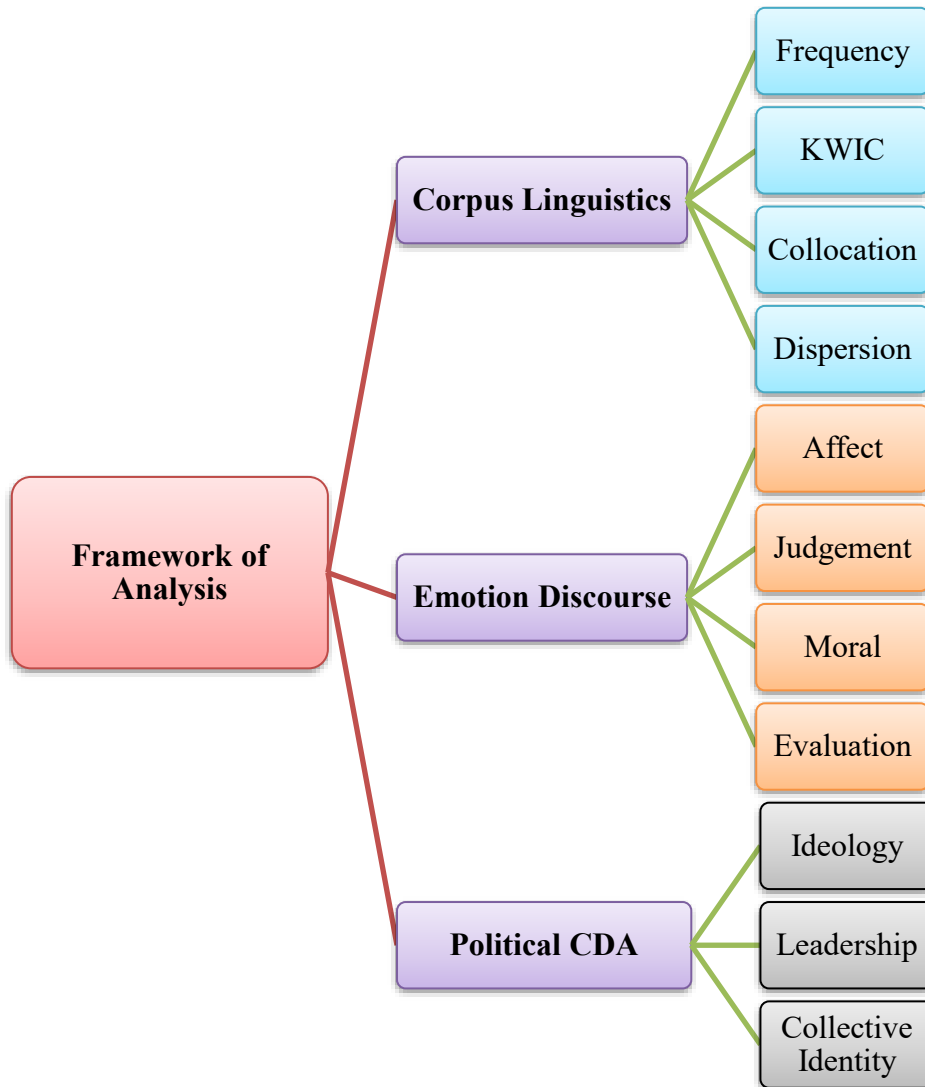 Framework of
Analysis
Corpus Linguistics
Frequency
KWIC
Collocation
Dispersion
Emotion Discourse
Affect
Judgement
Moral
Evaluation
Political CDA
Ideology
Leadership
Collective
Identity